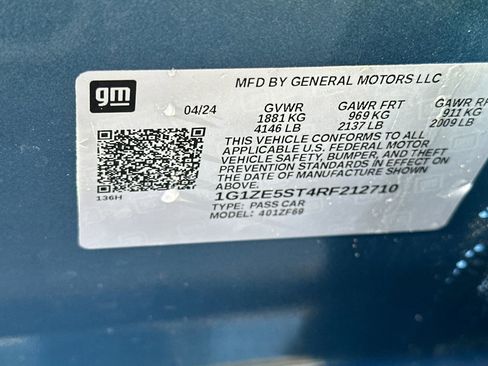 gm
MFD BY GENERAL MOTORS LLC
04/24 GVWR GAWR FRT GAWR RR
1881 KG 969 KG 911 KG
4146 LB 2137 LB 2009 LB
THIS VEHICLE CONFORMS TO ALL
APPLICABLE U.S. FEDERAL MOTOR
VEHICLE SAFETY, BUMPER, AND THEFT
PREVENTION STANDARDS IN EFFECT ON
THE DATE OF MANUFACTURE SHOWN
ABOVE.
136H
1G1ZE5ST4RF212710
TYPE: PASS CAR
MODEL: 401ZF69